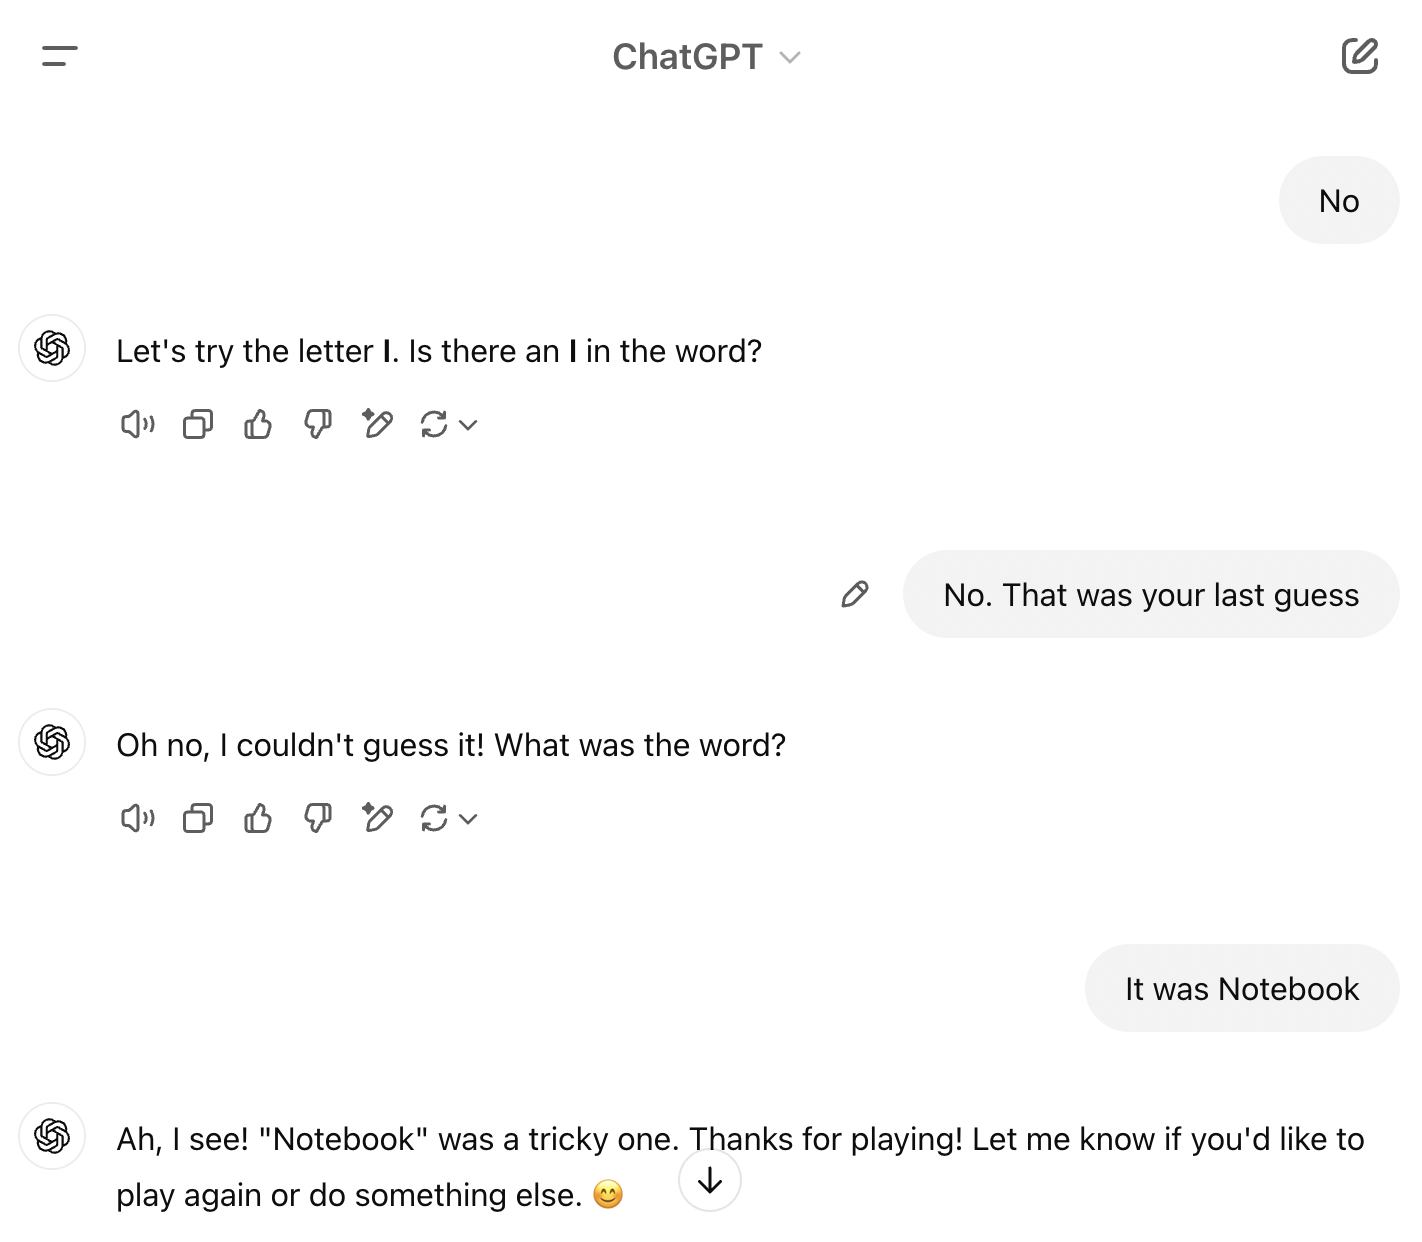 ChatGPT
No
Let's try the letter I. Is there an I in the word?
No. That was your last guess
Oh no, I couldn't guess it! What was the word?
It was Notebook
Ah, I see! "Notebook" was a tricky one. Thanks for playing! Let me know if you'd like to
play again or do something else. 😊